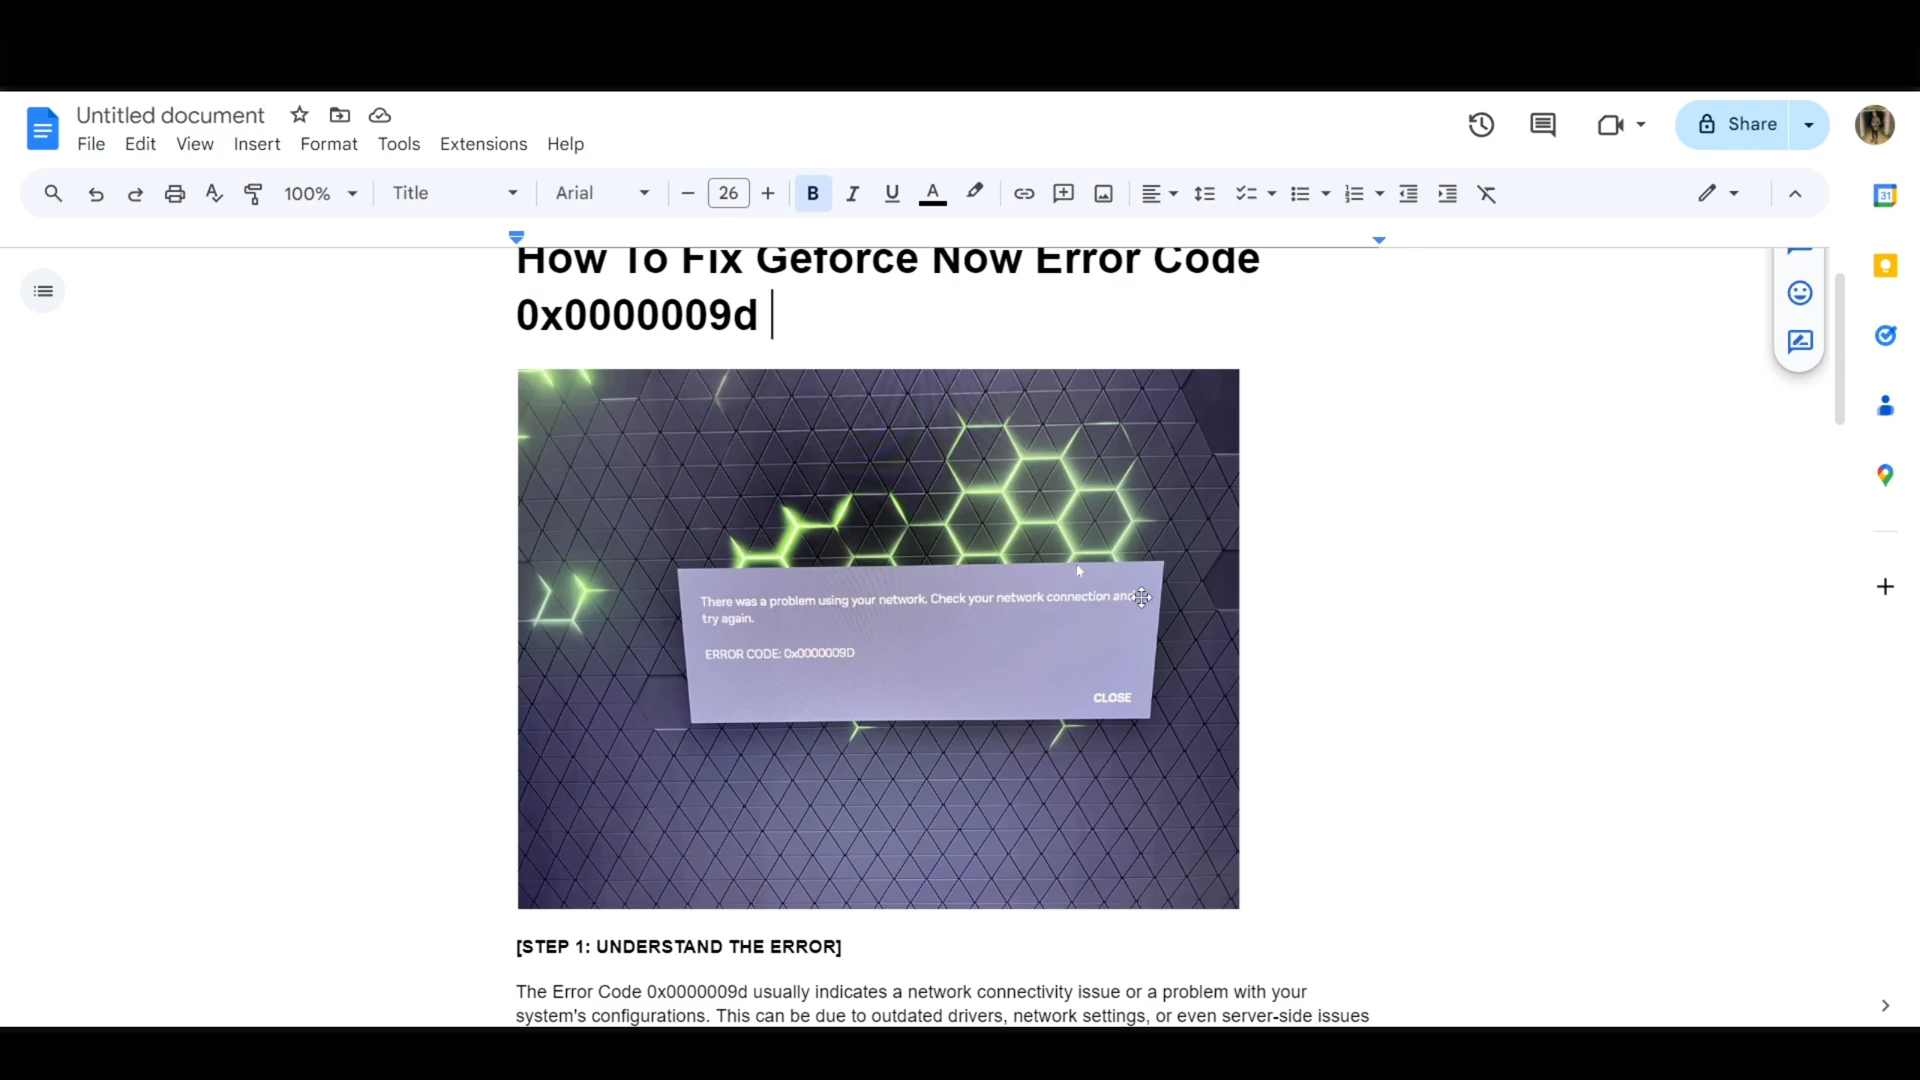 Untitled document
File Edit View Insert Format Tools Extensions Help
Share
100% Title Arial 26 B I U A
31
How To Fix Geforce Now Error Code
0x0000009d
There was a problem using your network. Check your network connection and
try again.
ERROR CODE: 0x0000009D
CLOSE
[STEP 1: UNDERSTAND THE ERROR]
The Error Code 0x0000009d usually indicates a network connectivity issue or a problem with your
system's configurations. This can be due to outdated drivers, network settings, or even server-side issues